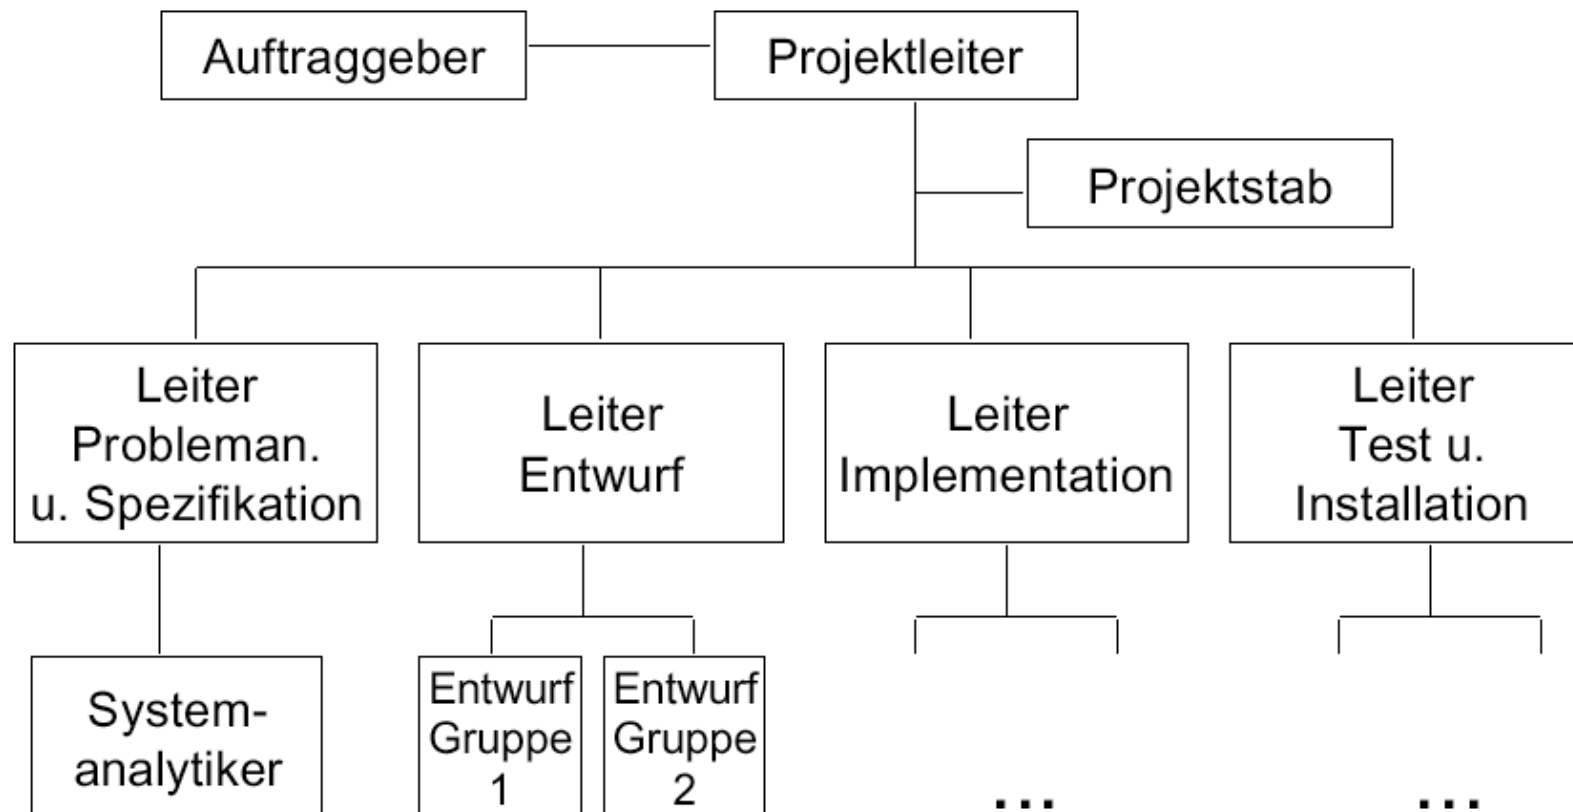 Auftraggeber
Projektleiter
Projektstab
Leiter
Probleman.
u. Spezifikation
Leiter
Entwurf
Leiter
Implementation
Leiter
Test u.
Installation
System-
analytiker
Entwurf
Gruppe
1
Entwurf
Gruppe
2
...
...